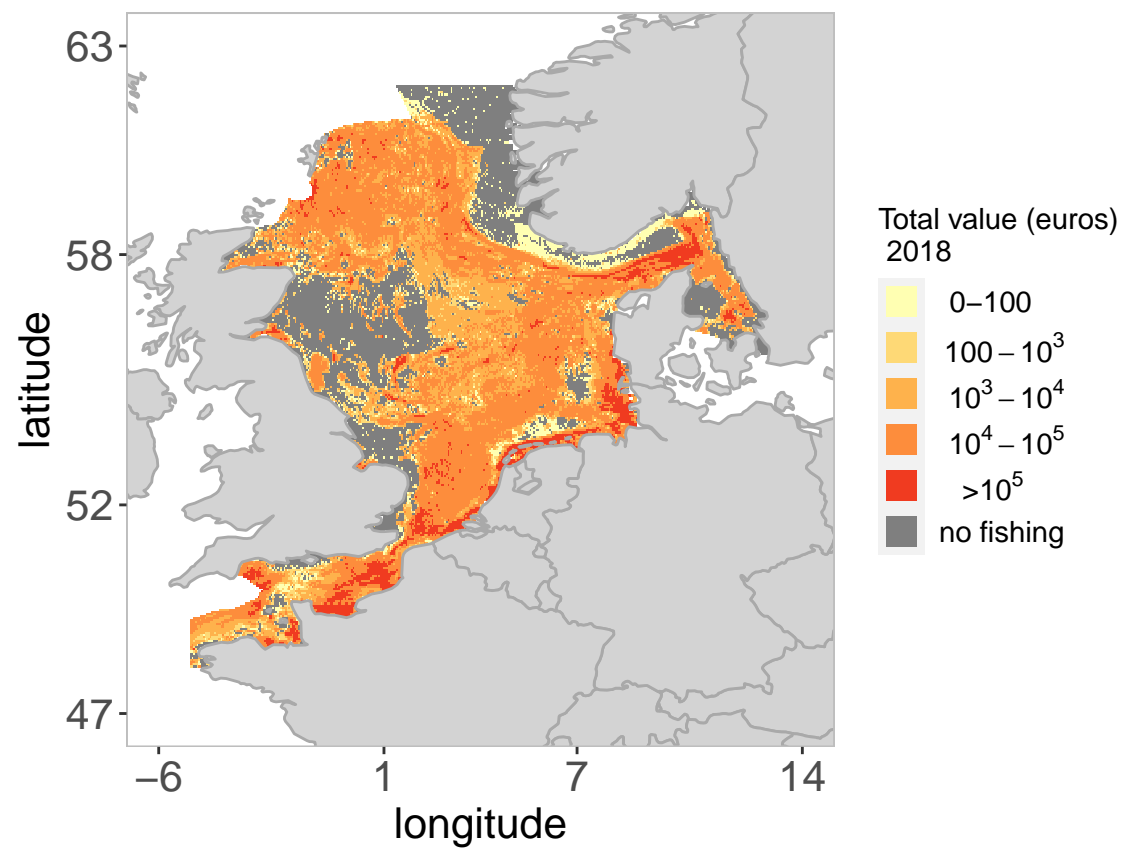 63
58
52
47
latitude
−6 1 7 14
longitude
Total value (euros)
2018
0−100
100 − 10³
10³ − 10⁴
10⁴ − 10⁵
>10⁵
no fishing